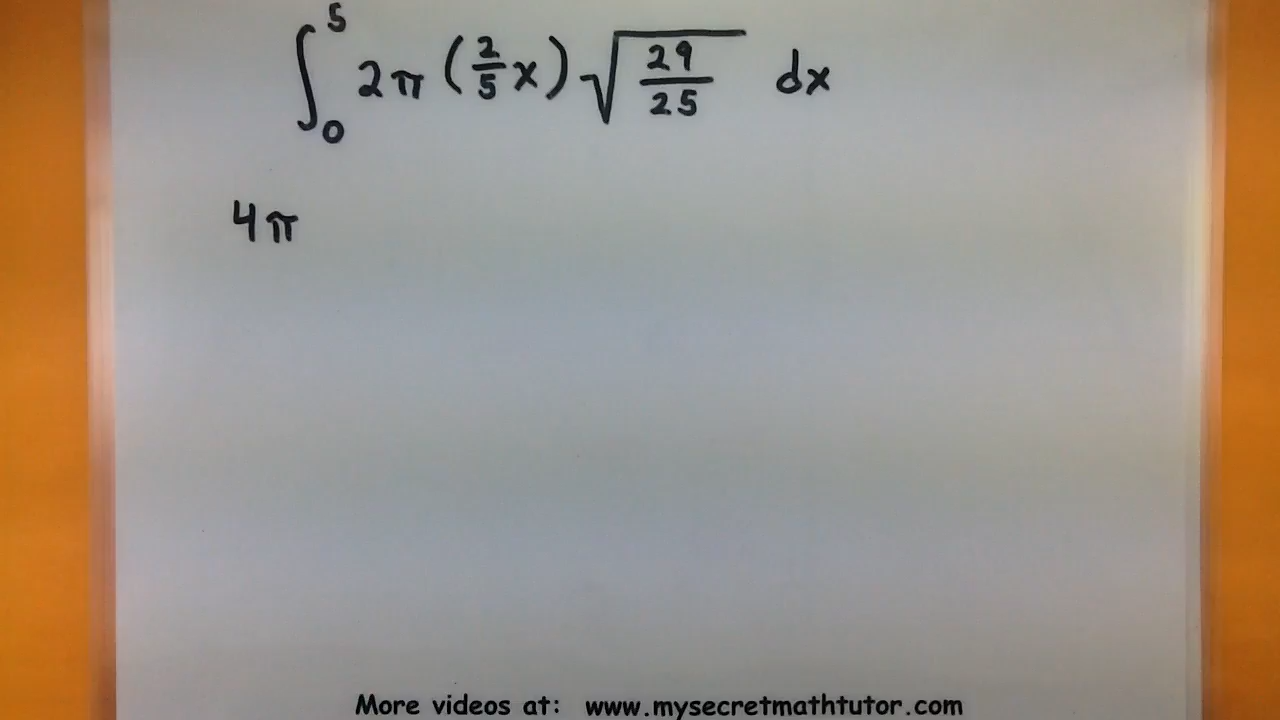 ∫₀⁵ 2π (2/5 x) √(29/25) dx
4π
More videos at: www.mysecretmathtutor.com